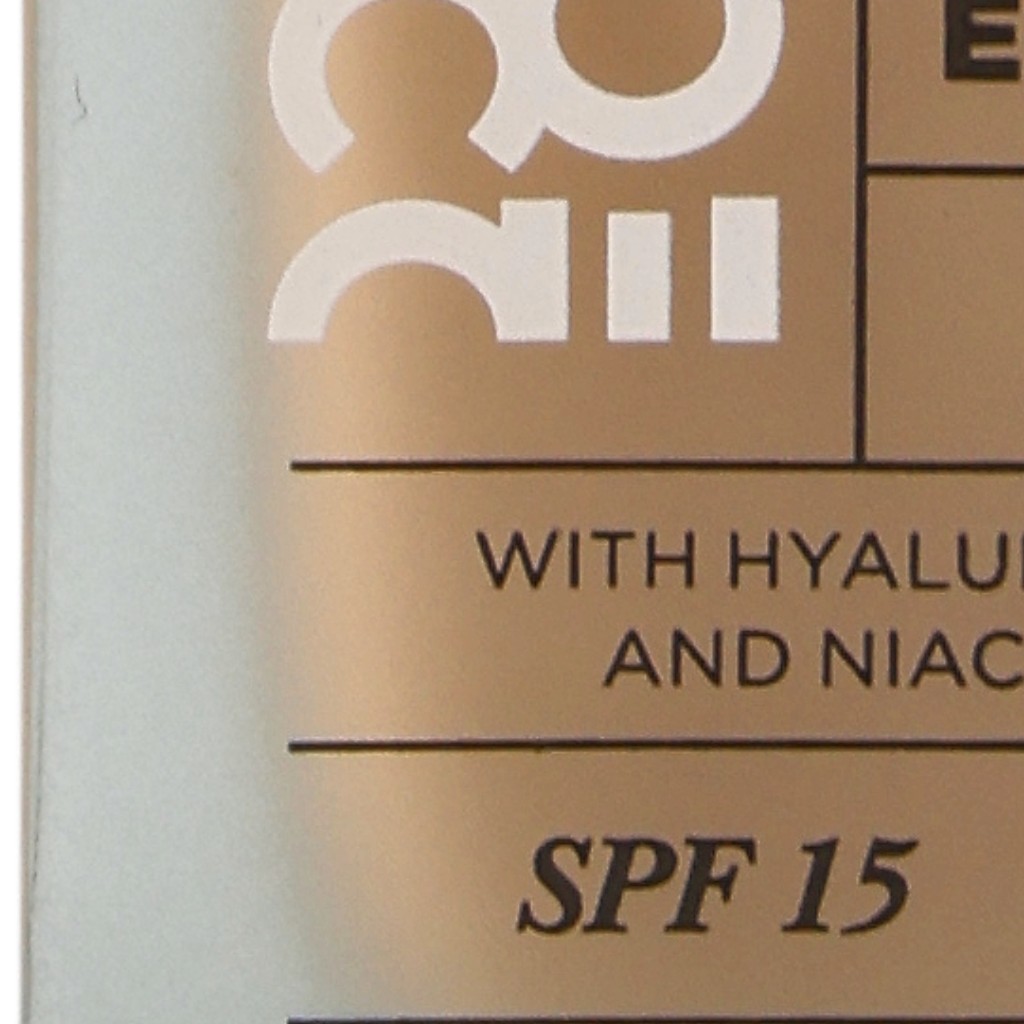 E
WITH HYALU
AND NIAC
SPF 15